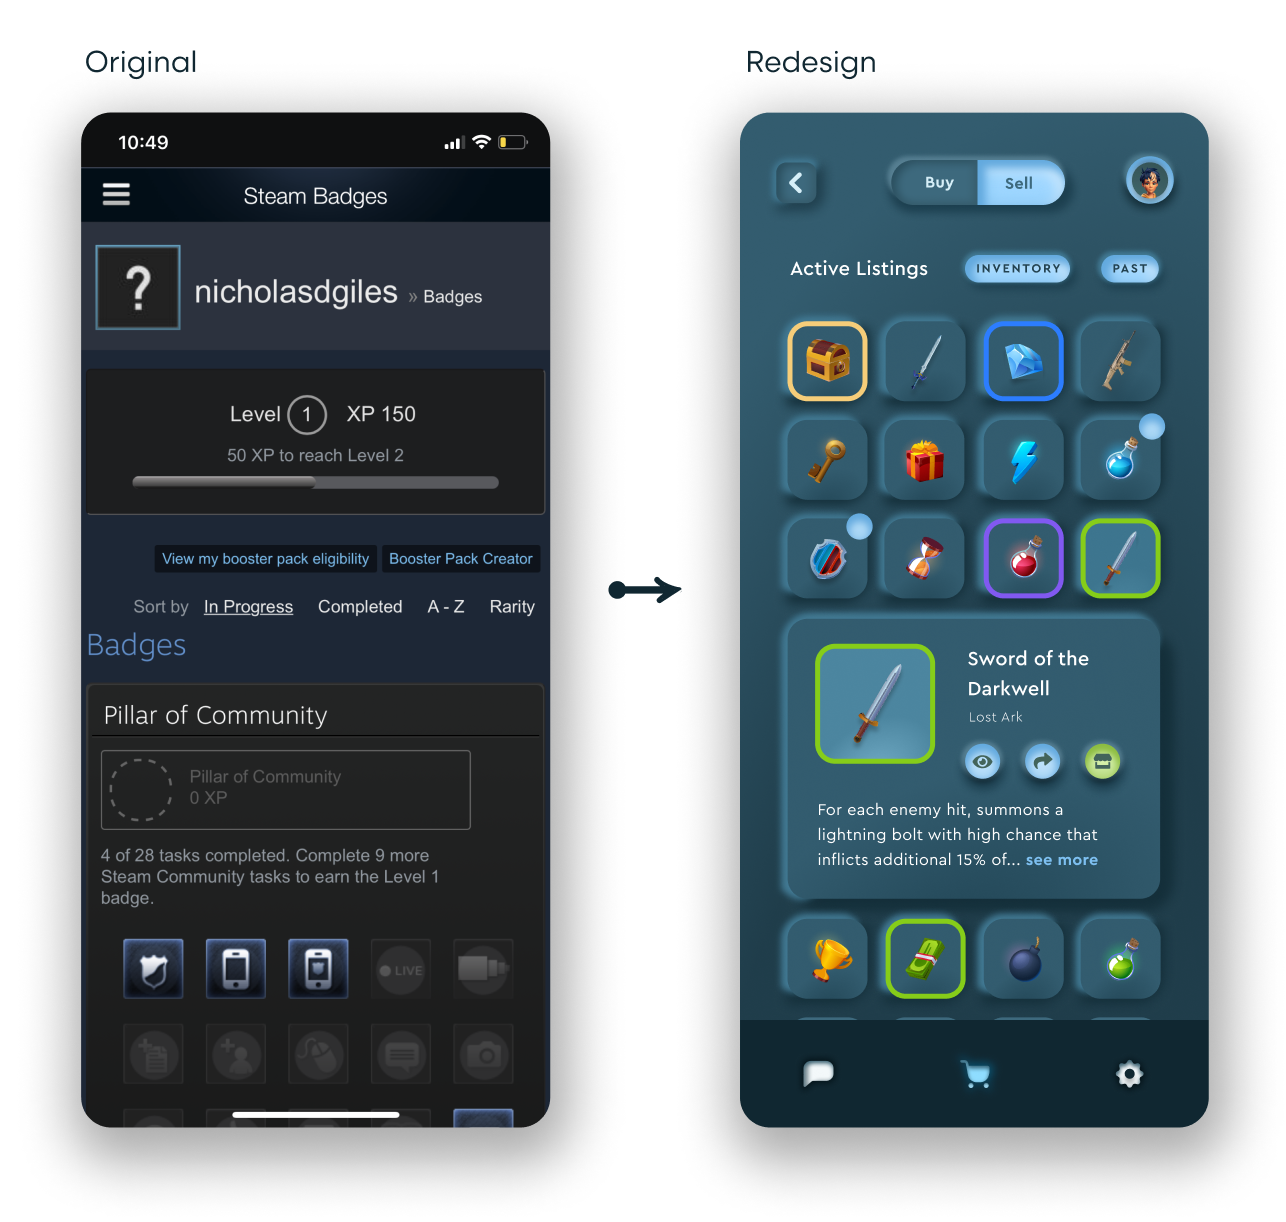 Original
10:49
Steam Badges
?
nicholasdgiles » Badges
Level 1 XP 150
50 XP to reach Level 2
View my booster pack eligibility
Booster Pack Creator
Sort by In Progress Completed A - Z Rarity
Badges
Pillar of Community
Pillar of Community
0 XP
4 of 28 tasks completed. Complete 9 more
Steam Community tasks to earn the Level 1
badge.
LIVE
Redesign
Buy
Sell
Active Listings
INVENTORY
PAST
Sword of the
Darkwell
Lost Ark
For each enemy hit, summons a
lightning bolt with high chance that
inflicts additional 15% of... see more